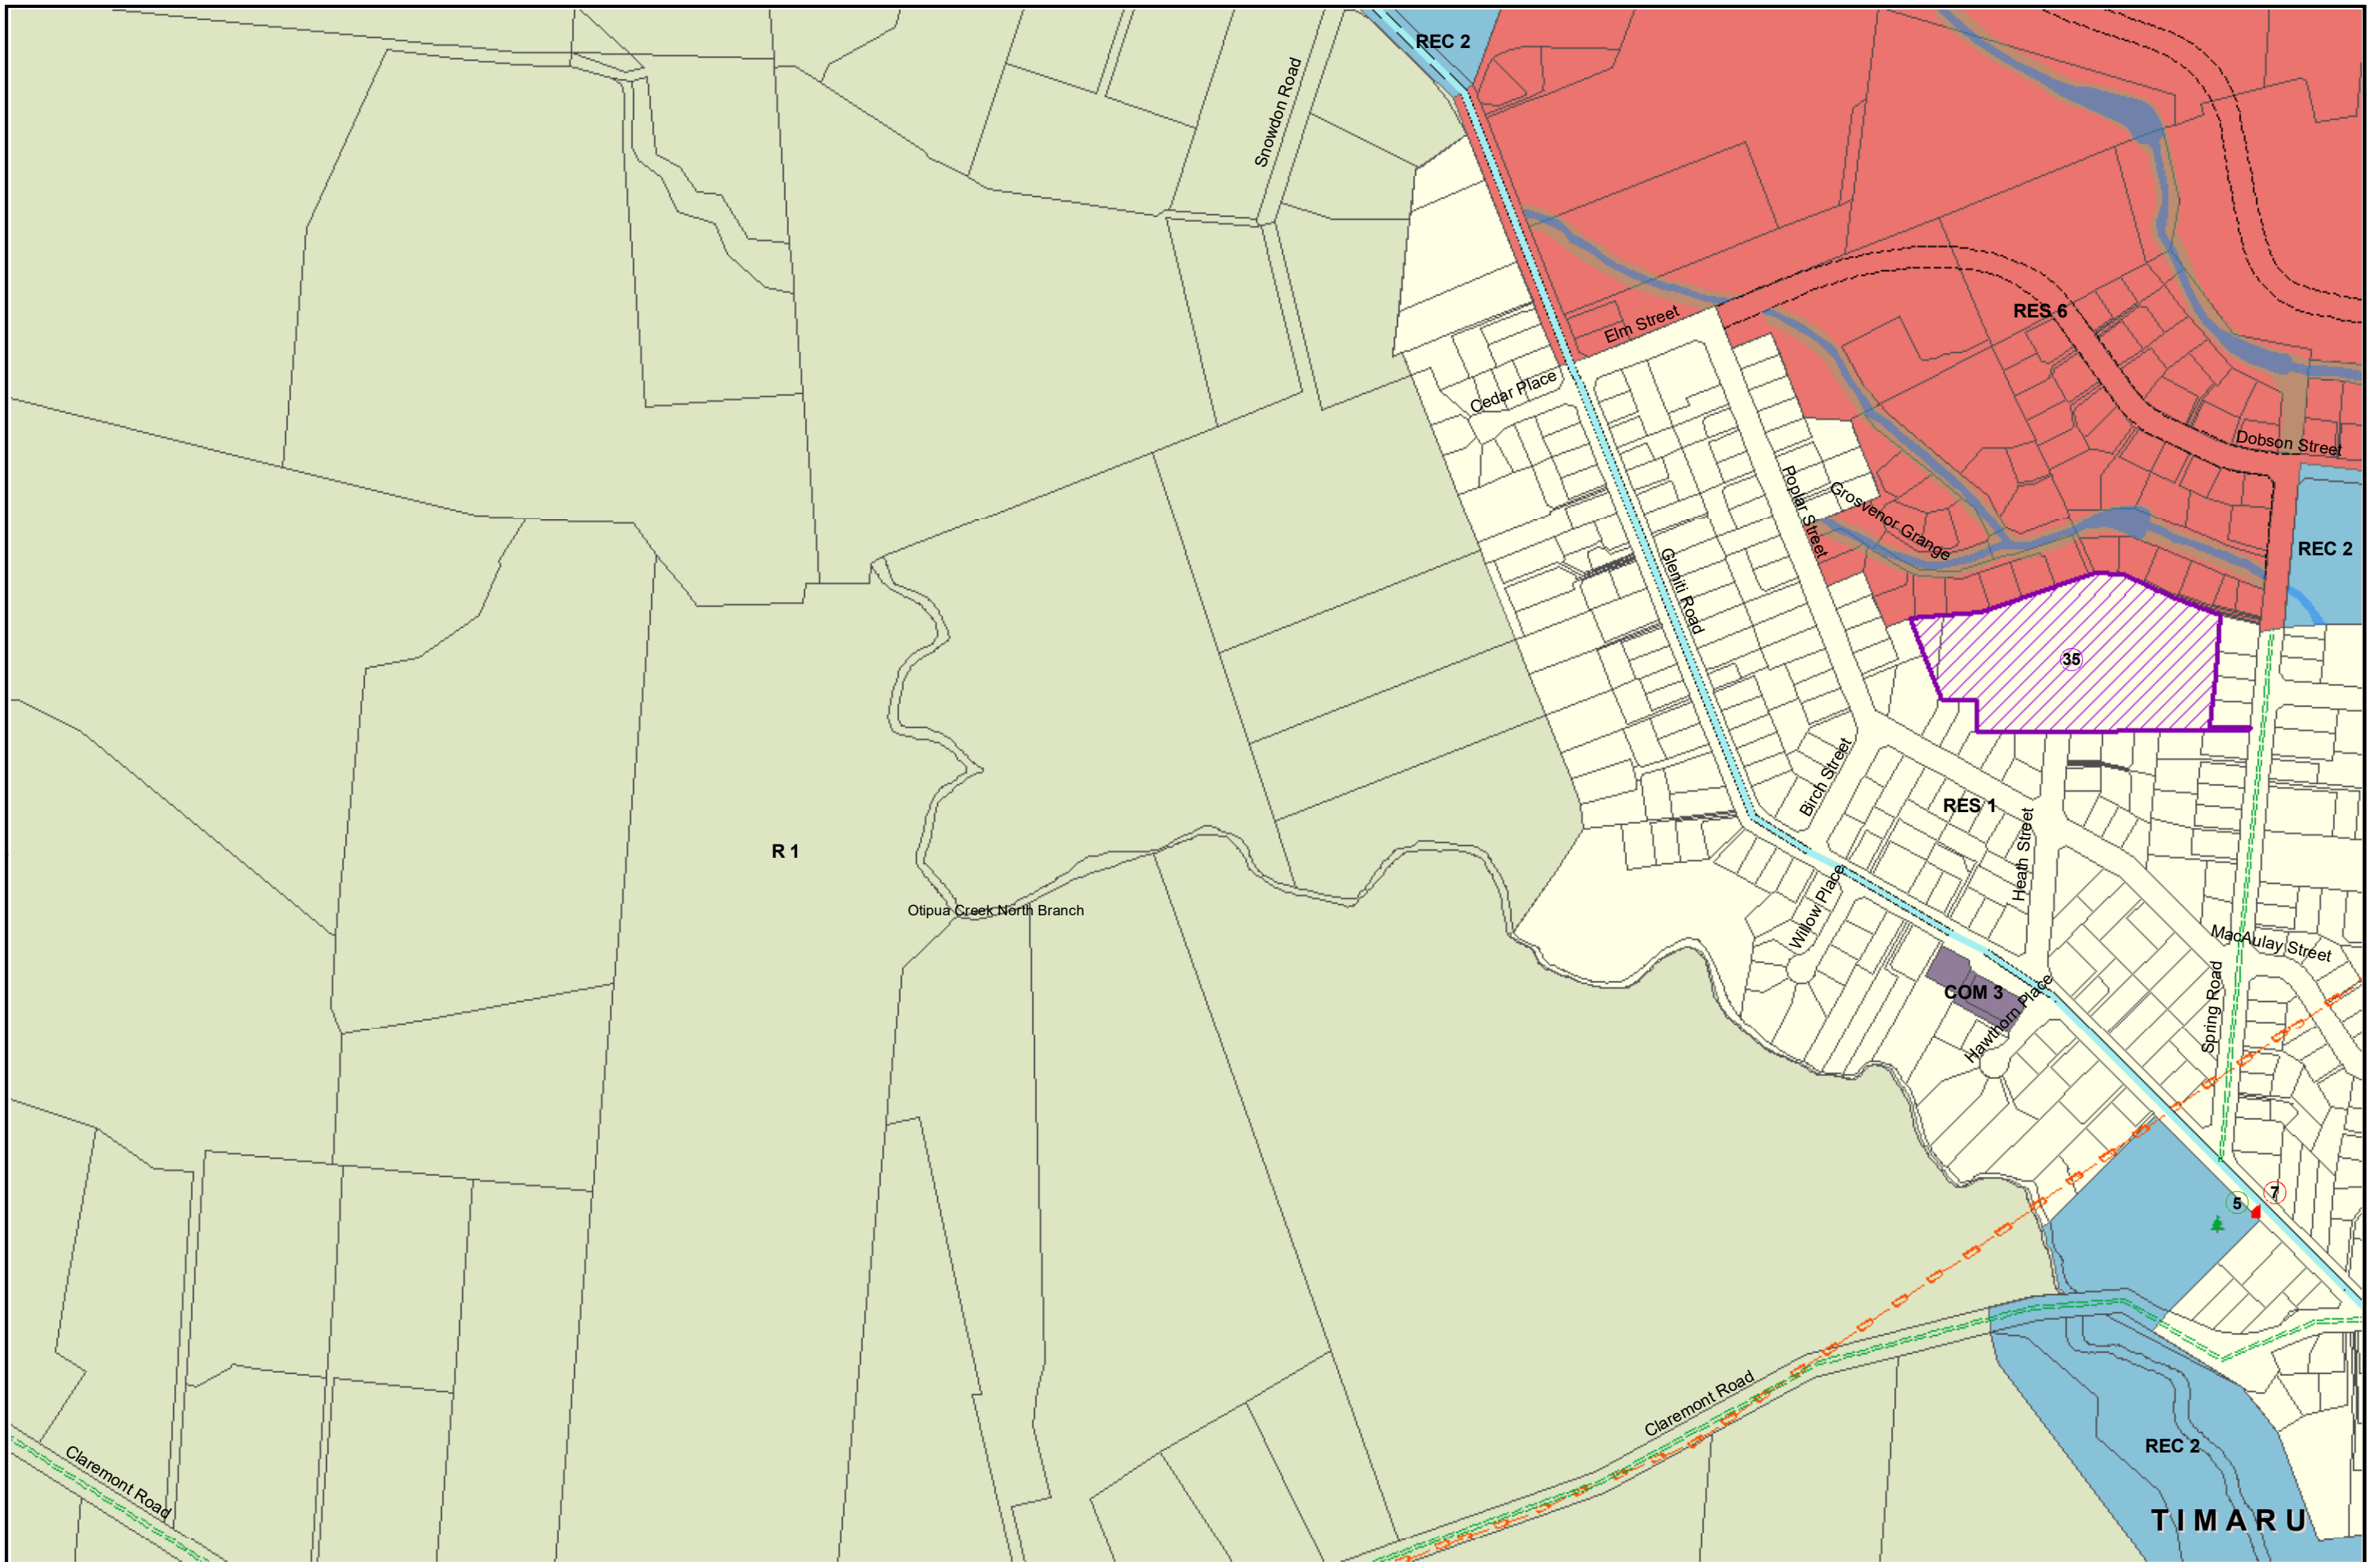 REC 2
Snowdon Road
RES 6
Elm Street
Cedar Place
Dobson Street
Poplar Street
Grosvenor Grange
REC 2
Gleniti Road
35
Birch Street
RES 1
Heath Street
R 1
Willow Place
Otipua Creek North Branch
MacAulay Street
COM 3
Hawthorn Place
Spring Road
7
5
Claremont Road
REC 2
Claremont Road
TIMARU